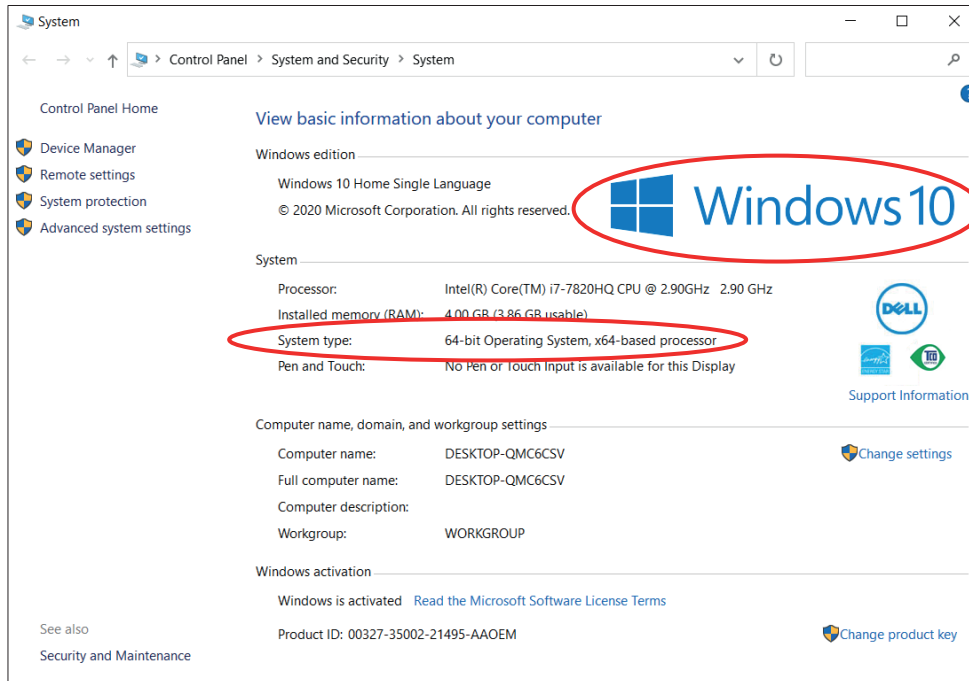 System
Control Panel > System and Security > System
Control Panel Home
Device Manager
Remote settings
System protection
Advanced system settings
View basic information about your computer
Windows edition
Windows 10 Home Single Language
© 2020 Microsoft Corporation. All rights reserved.
Windows 10
System
Processor: Intel(R) Core(TM) i7-7820HQ CPU @ 2.90GHz 2.90 GHz
Installed memory (RAM): 4.00 GB (3.86 GB usable)
System type: 64-bit Operating System, x64-based processor
Pen and Touch: No Pen or Touch Input is available for this Display
DELL
TCO
Support Information
Computer name, domain, and workgroup settings
Computer name: DESKTOP-QMC6CSV
Change settings
Full computer name: DESKTOP-QMC6CSV
Computer description:
Workgroup: WORKGROUP
Windows activation
Windows is activated Read the Microsoft Software License Terms
Product ID: 00327-35002-21495-AAOEM
Change product key
See also
Security and Maintenance